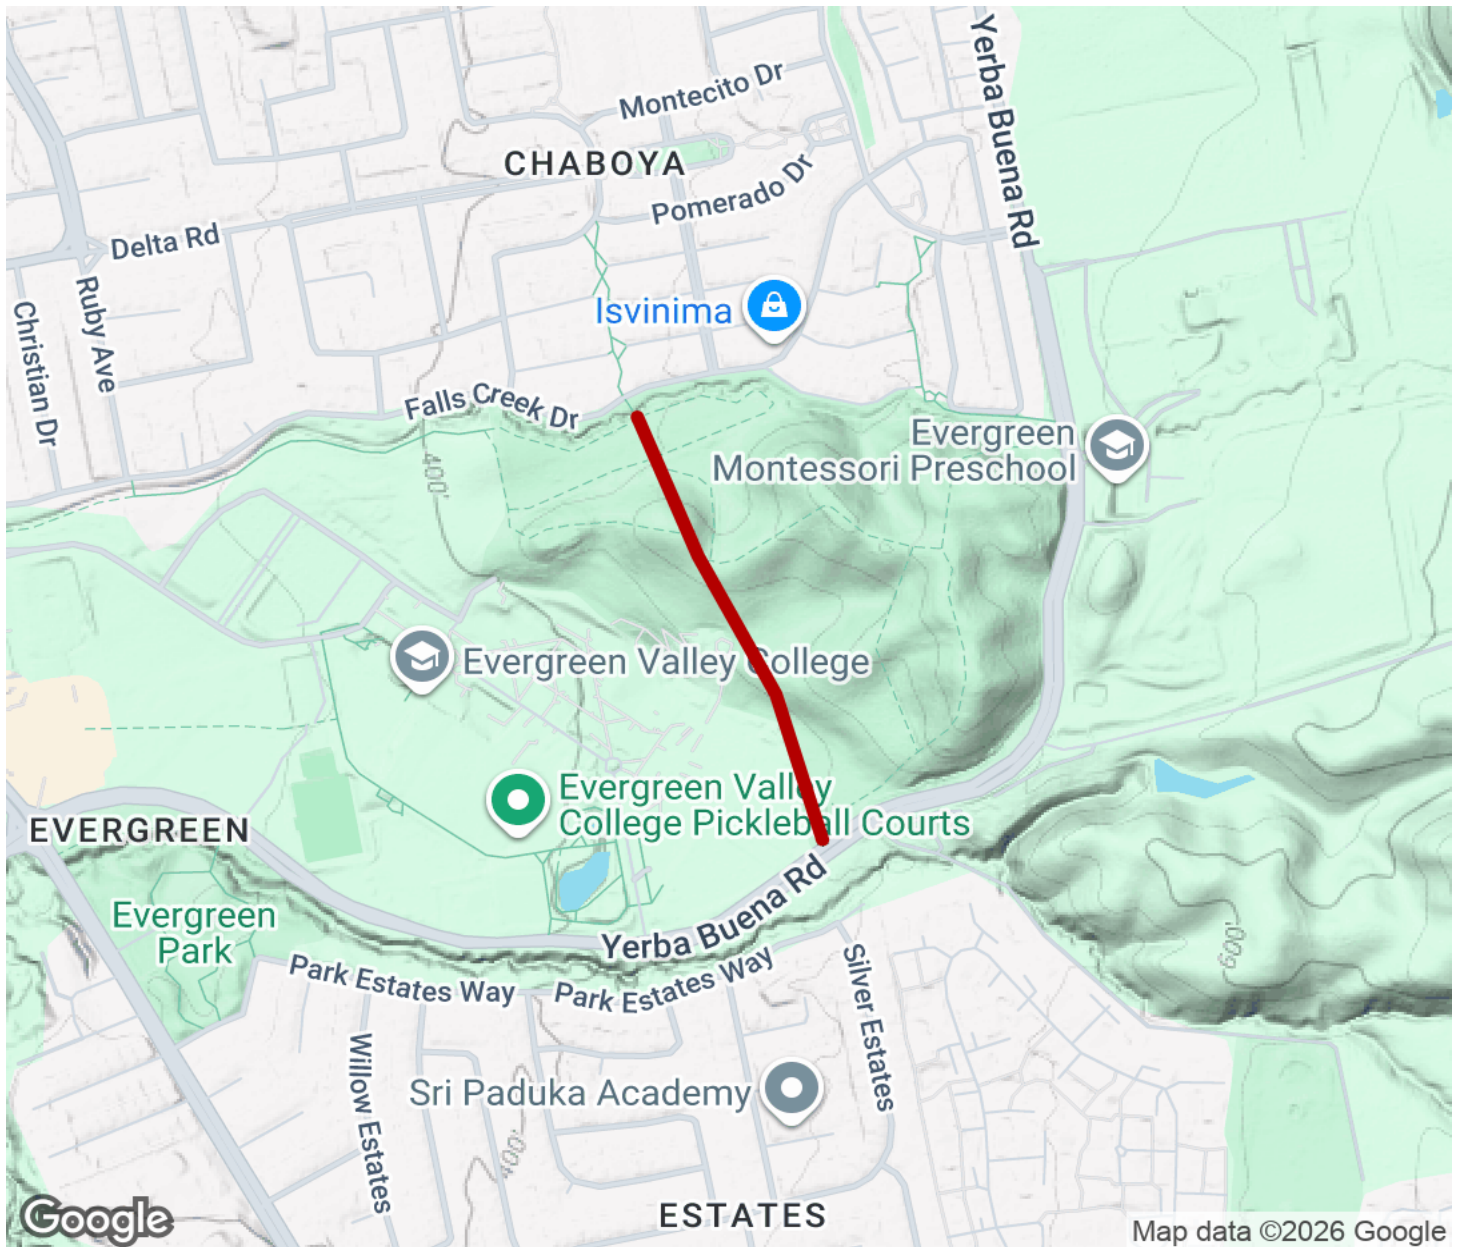 Montecito Dr
Yerba Buena Rd
CHABOYA
Pomerado Dr
Delta Rd
Ruby Ave
Christian Dr
Isvinima
Falls Creek Dr
Evergreen
Montessori Preschool
400'
Evergreen Valley College
Evergreen Valley
College Pickleball Courts
EVERGREEN
Yerba Buena Rd
Evergreen
Park
600'
Park Estates Way
Park Estates Way
Silver Estates
Willow Estates
Sri Paduka Academy
400'
ESTATES
Google
Map data ©2026 Google